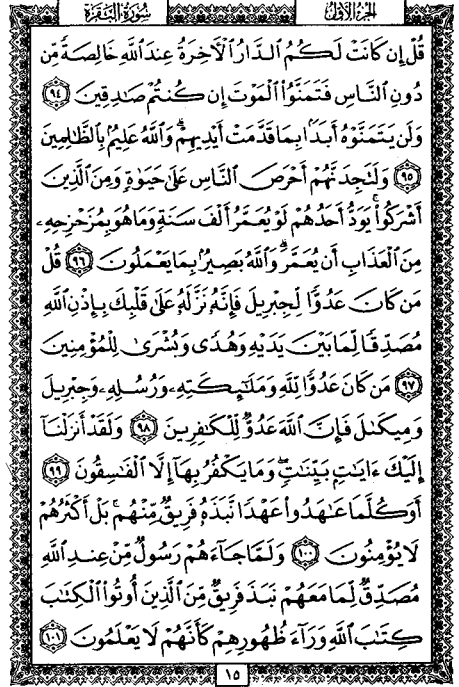 الجزء الأول
سورة البقرة
قُلْ إِن كَانَتْ لَكُمُ ٱلدَّارُ ٱلْأَخِرَةُ عِندَ ٱللَّهِ خَالِصَةً مِّن
دُونِ ٱلنَّاسِ فَتَمَنَّوُا۟ ٱلْمَوْتَ إِن كُنتُمْ صَٰدِقِينَ ٩٤
وَلَن يَتَمَنَّوْهُ أَبَدًۢا بِمَا قَدَّمَتْ أَيْدِيهِمْ ۗ وَٱللَّهُ عَلِيمٌۢ بِٱلظَّٰلِمِينَ
٩٥ وَلَتَجِدَنَّهُمْ أَحْرَصَ ٱلنَّاسِ عَلَىٰ حَيَوٰةٍ وَمِنَ ٱلَّذِينَ
أَشْرَكُوا۟ ۚ يَوَدُّ أَحَدُهُمْ لَوْ يُعَمَّرُ أَلْفَ سَنَةٍ وَمَا هُوَ بِمُزَحْزِحِهِۦ
مِنَ ٱلْعَذَابِ أَن يُعَمَّرَ ۗ وَٱللَّهُ بَصِيرٌۢ بِمَا يَعْمَلُونَ ٩٦ قُلْ
مَن كَانَ عَدُوًّا لِّجِبْرِيلَ فَإِنَّهُۥ نَزَّلَهُۥ عَلَىٰ قَلْبِكَ بِإِذْنِ ٱللَّهِ
مُصَدِّقًا لِّمَا بَيْنَ يَدَيْهِ وَهُدًى وَبُشْرَىٰ لِلْمُؤْمِنِينَ
٩٧ مَن كَانَ عَدُوًّا لِّلَّهِ وَمَلَٰٓئِكَتِهِۦ وَرُسُلِهِۦ وَجِبْرِيلَ
وَمِيكَىٰلَ فَإِنَّ ٱللَّهَ عَدُوٌّ لِّلْكَٰفِرِينَ ٩٨ وَلَقَدْ أَنزَلْنَآ
إِلَيْكَ ءَايَٰتٍۭ بَيِّنَٰتٍ ۖ وَمَا يَكْفُرُ بِهَآ إِلَّا ٱلْفَٰسِقُونَ ٩٩
أَوَكُلَّمَا عَٰهَدُوا۟ عَهْدًا نَّبَذَهُۥ فَرِيقٌ مِّنْهُم ۚ بَلْ أَكْثَرُهُمْ
لَا يُؤْمِنُونَ ١٠٠ وَلَمَّا جَآءَهُمْ رَسُولٌ مِّنْ عِندِ ٱللَّهِ
مُصَدِّقٌ لِّمَا مَعَهُمْ نَبَذَ فَرِيقٌ مِّنَ ٱلَّذِينَ أُوتُوا۟ ٱلْكِتَٰبَ
كِتَٰبَ ٱللَّهِ وَرَآءَ ظُهُورِهِمْ كَأَنَّهُمْ لَا يَعْلَمُونَ ١٠١
١٥